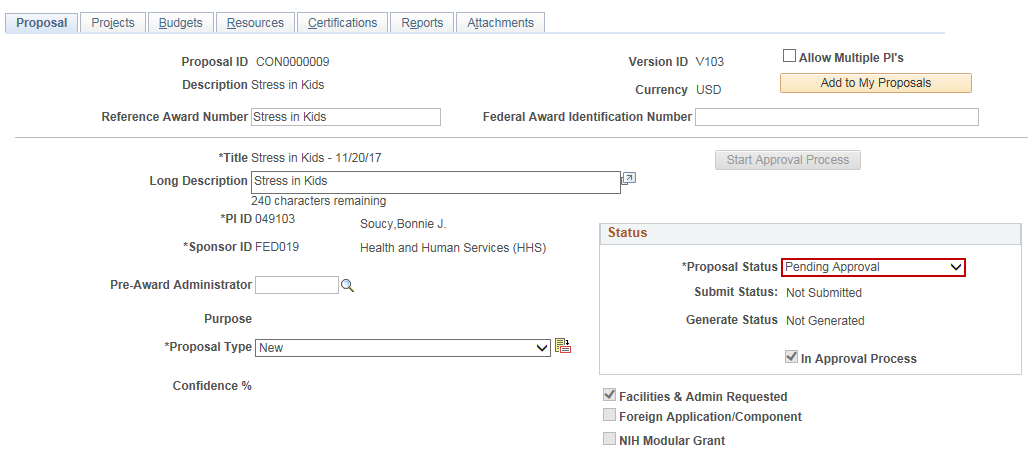 Proposal Projects Budgets Resources Certifications Reports Attachments
Proposal ID CON0000009 Version ID V103 Allow Multiple PI's
Description Stress in Kids Currency USD Add to My Proposals
Reference Award Number Stress in Kids Federal Award Identification Number
*Title Stress in Kids - 11/20/17 Start Approval Process
Long Description Stress in Kids
240 characters remaining
*PI ID 049103 Soucy,Bonnie J.
Status
*Sponsor ID FED019 Health and Human Services (HHS)
*Proposal Status Pending Approval
Pre-Award Administrator Submit Status: Not Submitted
Purpose Generate Status Not Generated
*Proposal Type New In Approval Process
Confidence %
Facilities & Admin Requested
Foreign Application/Component
NIH Modular Grant